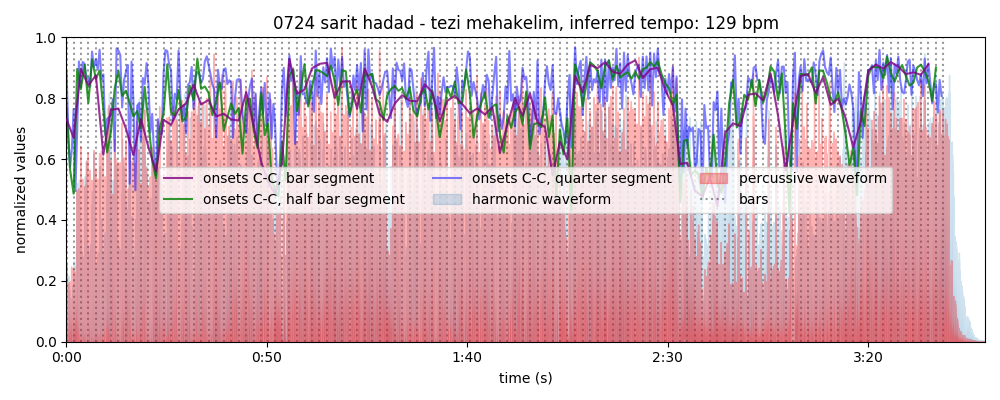 0724 sarit hadad - tezi mehakelim, inferred tempo: 129 bpm
1.0
0.8
0.6
0.4
0.2
0.0
normalized values
onsets C-C, bar segment
onsets C-C, half bar segment
onsets C-C, quarter segment
harmonic waveform
percussive waveform
bars
0:00 0:50 1:40 2:30 3:20
time (s)